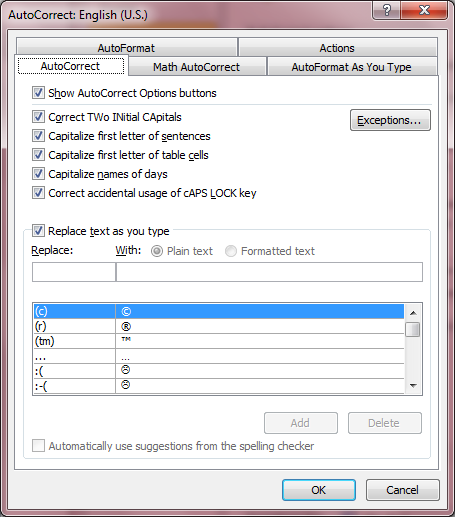 AutoCorrect: English (U.S.)
AutoFormat Actions
AutoCorrect Math AutoCorrect AutoFormat As You Type
Show AutoCorrect Options buttons
Correct TWo INitial CApitals Exceptions...
Capitalize first letter of sentences
Capitalize first letter of table cells
Capitalize names of days
Correct accidental usage of cAPS LOCK key
Replace text as you type
Replace: With: Plain text Formatted text
(c) ©
(r) ®
(tm) ™
... …
:( ☹
:-( ☹
Add Delete
Automatically use suggestions from the spelling checker
OK Cancel